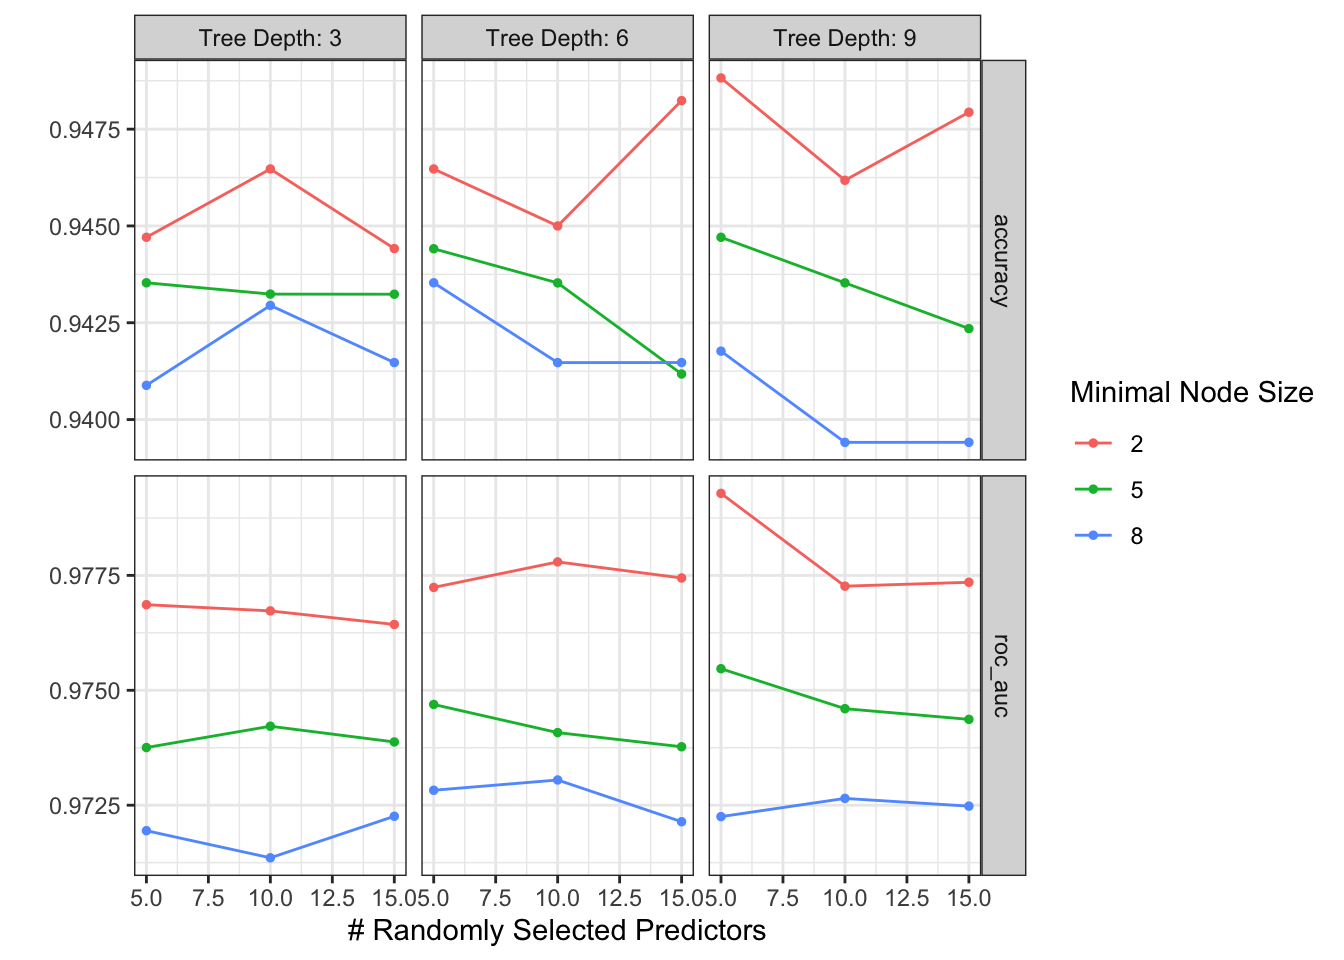 Tree Depth: 3 Tree Depth: 6 Tree Depth: 9
0.9475
0.9450
0.9425
0.9400
accuracy
0.9775
0.9750
0.9725
roc_auc
5.0 7.5 10.0 12.5 15.0 5.0 7.5 10.0 12.5 15.0 5.0 7.5 10.0 12.5 15.0
# Randomly Selected Predictors
Minimal Node Size
2
5
8